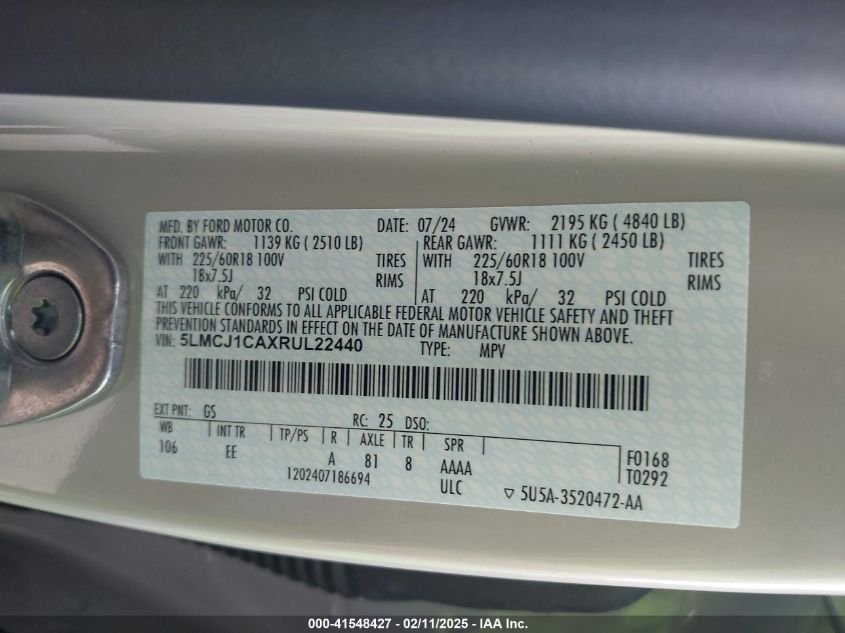 MFD. BY FORD MOTOR CO. DATE: 07/24 GVWR: 2195 KG ( 4840 LB)
FRONT GAWR: 1139 KG ( 2510 LB) REAR GAWR: 1111 KG ( 2450 LB)
WITH 225/60R18 100V TIRES WITH 225/60R18 100V TIRES
18x7.5J RIMS 18x7.5J RIMS
AT 220 kPa/ 32 PSI COLD AT 220 kPa/ 32 PSI COLD
THIS VEHICLE CONFORMS TO ALL APPLICABLE FEDERAL MOTOR VEHICLE SAFETY AND THEFT
PREVENTION STANDARDS IN EFFECT ON THE DATE OF MANUFACTURE SHOWN ABOVE.
VIN: 5LMCJ1CAXRUL22440 TYPE: MPV
EXT PNT: GS RC: 25 DSO:
WB INT TR TP/PS R AXLE TR SPR F0168
106 EE A 81 8 AAAA T0292
1202407186694 ULC ▽ 5U5A-3520472-AA
000-41548427 - 02/11/2025 - IAA Inc.